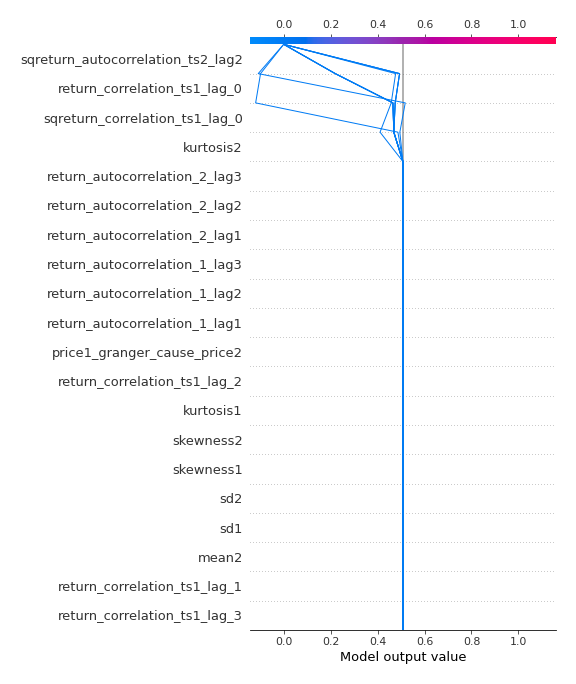 0.0 0.2 0.4 0.6 0.8 1.0
sqreturn_autocorrelation_ts2_lag2
return_correlation_ts1_lag_0
sqreturn_correlation_ts1_lag_0
kurtosis2
return_autocorrelation_2_lag3
return_autocorrelation_2_lag2
return_autocorrelation_2_lag1
return_autocorrelation_1_lag3
return_autocorrelation_1_lag2
return_autocorrelation_1_lag1
price1_granger_cause_price2
return_correlation_ts1_lag_2
kurtosis1
skewness2
skewness1
sd2
sd1
mean2
return_correlation_ts1_lag_1
return_correlation_ts1_lag_3
0.0 0.2 0.4 0.6 0.8 1.0
Model output value